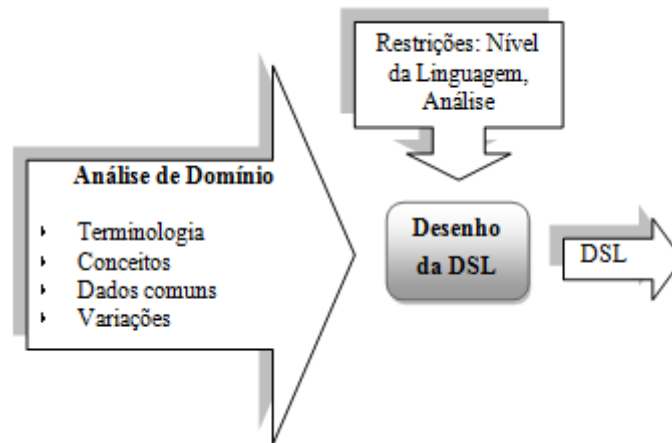 Restrições: Nível
da Linguagem,
Análise
Análise de Domínio
Terminologia
Conceitos
Dados comuns
Variações
Desenho
da DSL
DSL